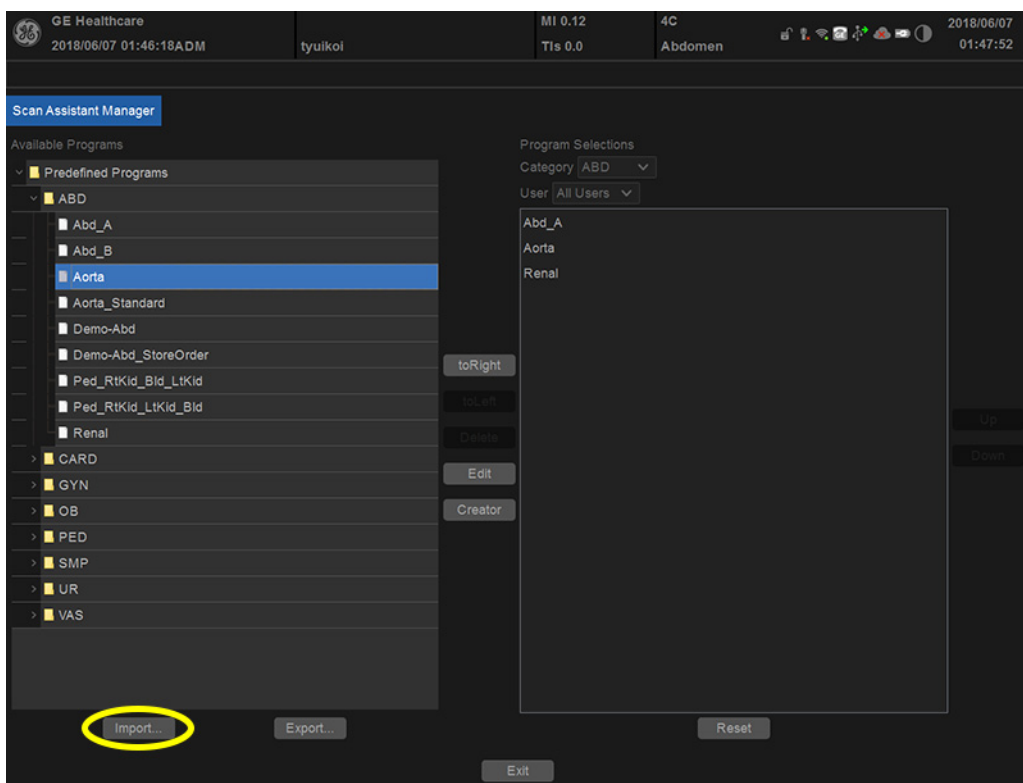 GE Healthcare
2018/06/07 01:46:18ADM
tyuikoi
MI 0.12
TIs 0.0
4C
Abdomen
2018/06/07
01:47:52
Scan Assistant Manager
Available Programs
Predefined Programs
ABD
Abd_A
Abd_B
Aorta
Aorta_Standard
Demo-Abd
Demo-Abd_StoreOrder
Ped_RtKid_Bld_LtKid
Ped_RtKid_LtKid_Bld
Renal
CARD
GYN
OB
PED
SMP
UR
VAS
toRight
toLeft
Delete
Edit
Creator
Program Selections
Category ABD
User All Users
Abd_A
Aorta
Renal
Up
Down
Import...
Export...
Reset
Exit